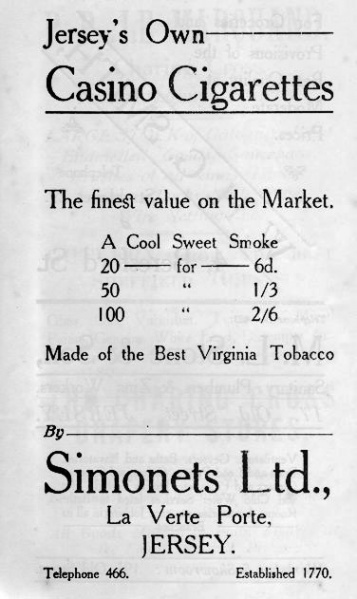 Jersey's Own
Casino Cigarettes
The finest value on the Market.
A Cool Sweet Smoke
20 — for — 6d.
50 “ 1/3
100 “ 2/6
Made of the Best Virginia Tobacco
By
Simonets Ltd.,
La Verte Porte,
JERSEY.
Telephone 466. Established 1770.